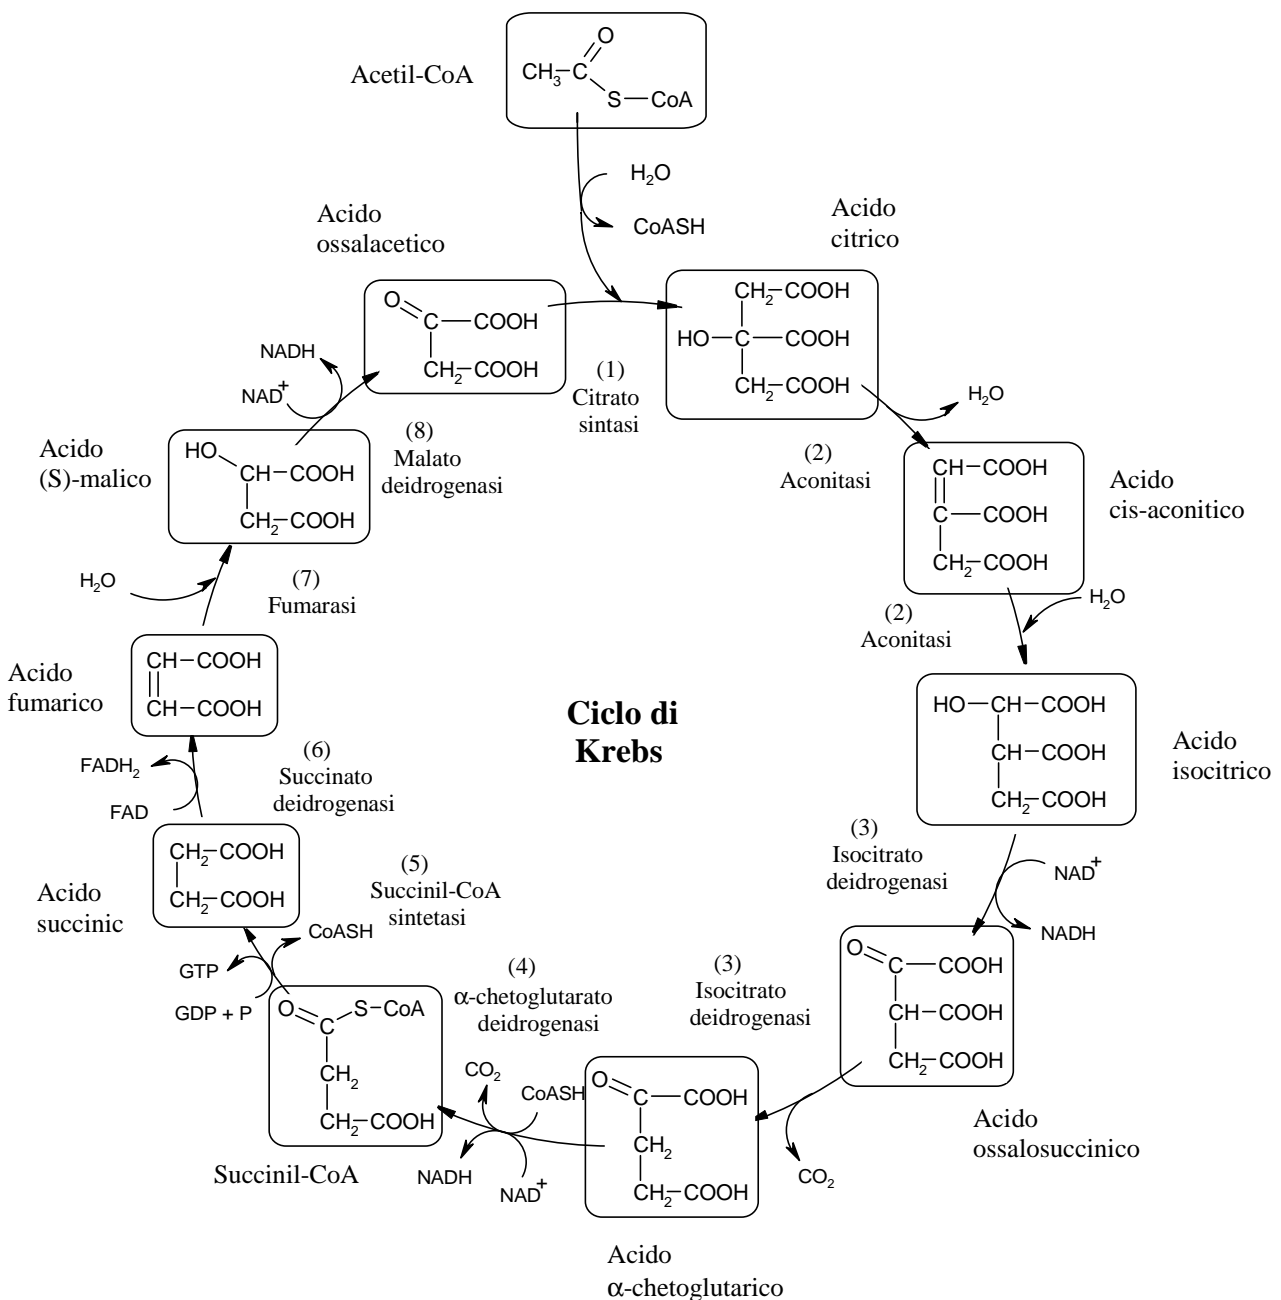 Acetil-CoA
O
CH3–C
S–CoA
H2O
CoASH
Acido
ossalacetico
O
C–COOH
CH2–COOH
(1)
Citrato
sintasi
Acido
citrico
CH2–COOH
HO–C–COOH
CH2–COOH
H2O
(2)
Aconitasi
Acido
cis-aconitico
CH–COOH
C–COOH
CH2–COOH
(2)
Aconitasi
H2O
Acido
isocitrico
HO–CH–COOH
CH–COOH
CH2–COOH
(3)
Isocitrato
deidrogenasi
NAD+
NADH
O
C–COOH
CH–COOH
CH2–COOH
Acido
ossalosuccinico
(3)
Isocitrato
deidrogenasi
CO2
O
C–COOH
CH2
CH2–COOH
Acido
α-chetoglutarico
(4)
α-chetoglutarato
deidrogenasi
CO2
CoASH
NADH
NAD+
O
C
S–CoA
CH2
CH2–COOH
Succinil-CoA
(5)
Succinil-CoA
sintetasi
CoASH
GTP
GDP + P
Acido
succinic
CH2–COOH
CH2–COOH
(6)
Succinato
deidrogenasi
FADH2
FAD
Acido
fumarico
CH–COOH
CH–COOH
(7)
Fumarasi
H2O
Acido
(S)-malico
HO
CH–COOH
CH2–COOH
(8)
Malato
deidrogenasi
NADH
NAD+
Ciclo di
Krebs